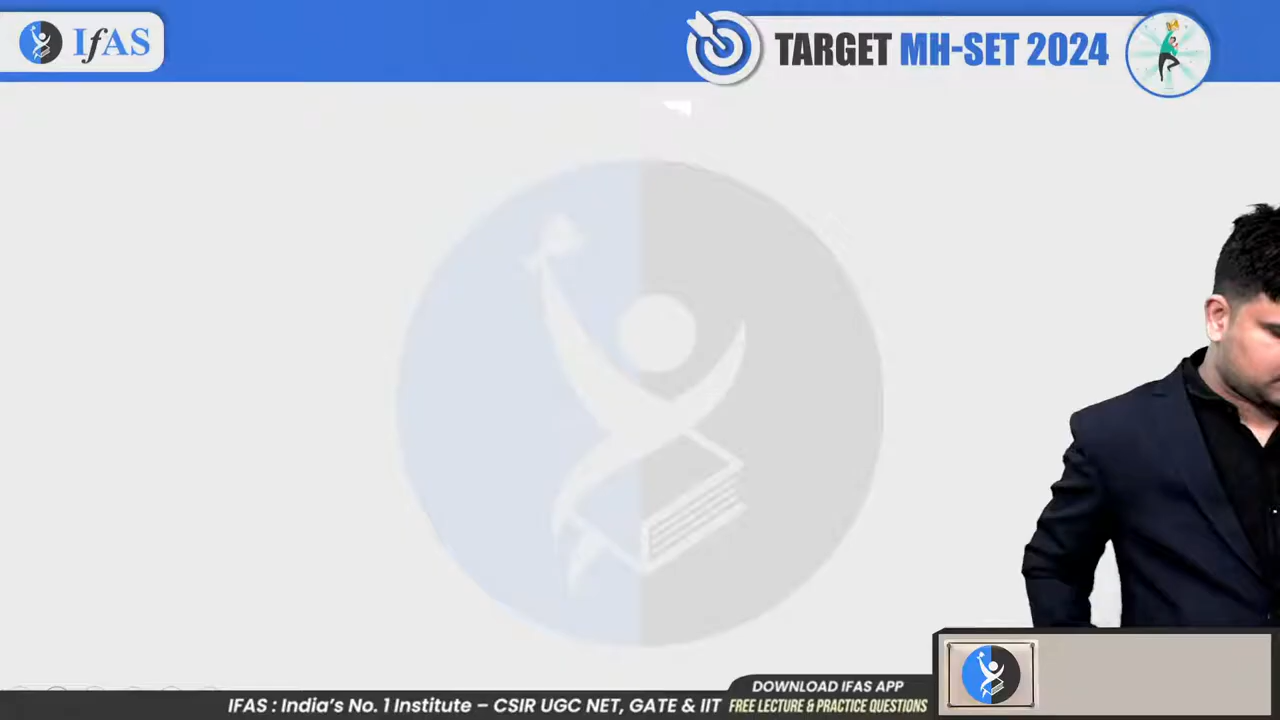 IfAS
TARGET MH-SET 2024
DOWNLOAD IFAS APP
IFAS : India's No. 1 Institute – CSIR UGC NET, GATE & IIT FREE LECTURE & PRACTICE QUESTIONS